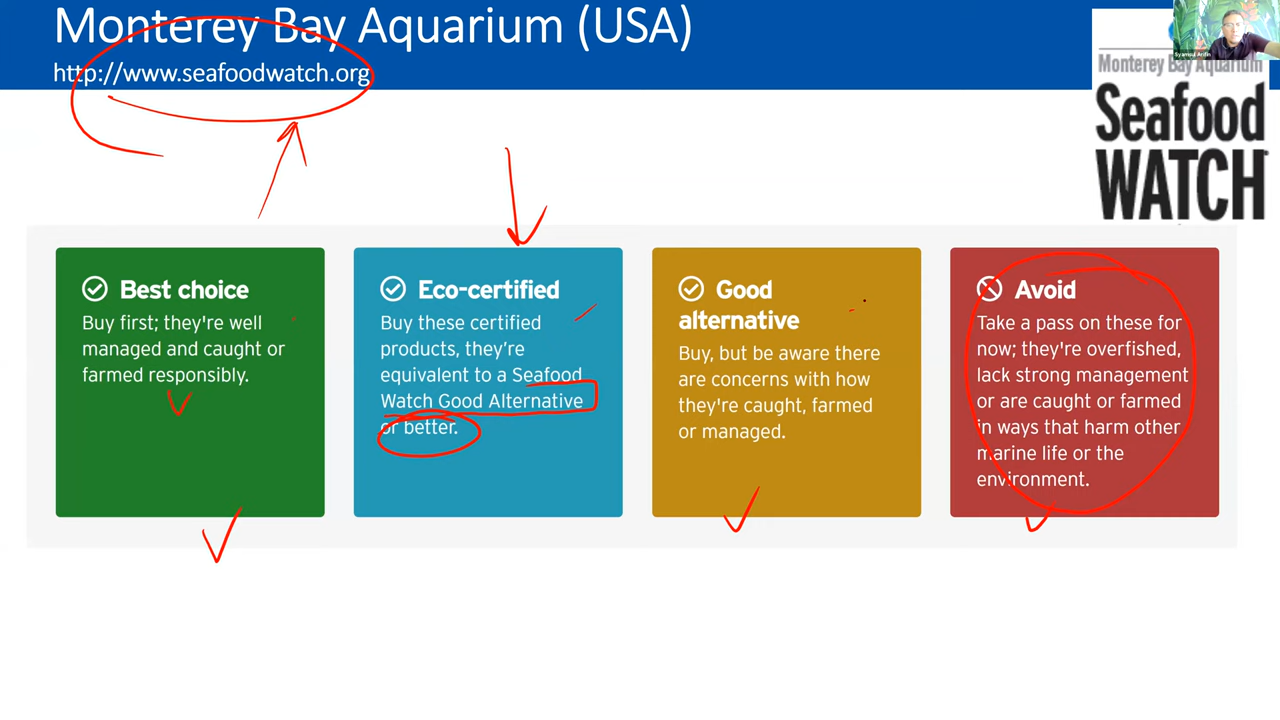 Monterey Bay Aquarium (USA)
http://www.seafoodwatch.org
Syamsul Arifin
Monterey Bay Aquarium
Seafood
WATCH
Best choice
Buy first; they're well
managed and caught or
farmed responsibly.
Eco-certified
Buy these certified
products, they're
equivalent to a Seafood
Watch Good Alternative
or better.
Good
alternative
Buy, but be aware there
are concerns with how
they're caught, farmed
or managed.
Avoid
Take a pass on these for
now; they're overfished,
lack strong management
or are caught or farmed
in ways that harm other
marine life or the
environment.